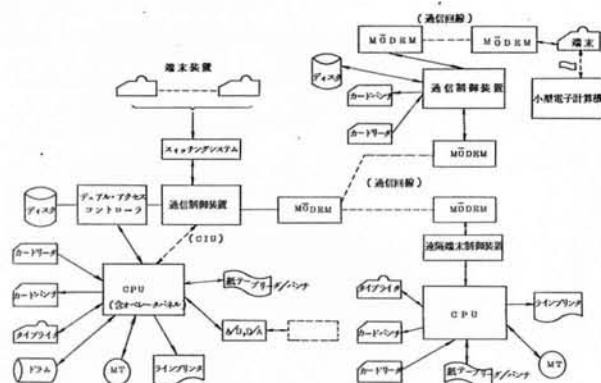 (通信回線)
MODEM
MODEM
端末
ディスク
通信制御装置
小型電子計算機
カードパンチ
カードリーダ
端末装置
スイッチングシステム
MODEM
(通信回線)
ディスク
デュアル・アクセス
コントローラ
通信制御装置
MODEM
MODEM
(CIU)
遠隔端末制御装置
カードリーダ
カードパンチ
タイプライタ
ドラム
CPU
(含オペレータパネル)
紙テープリーダ/パンチ
A/D,D/A
MT
ラインプリンタ
タイプライタ
カードパンチ
カードリーダ
CPU
ラインプリンタ
紙テープリーダ/パンチ
MT